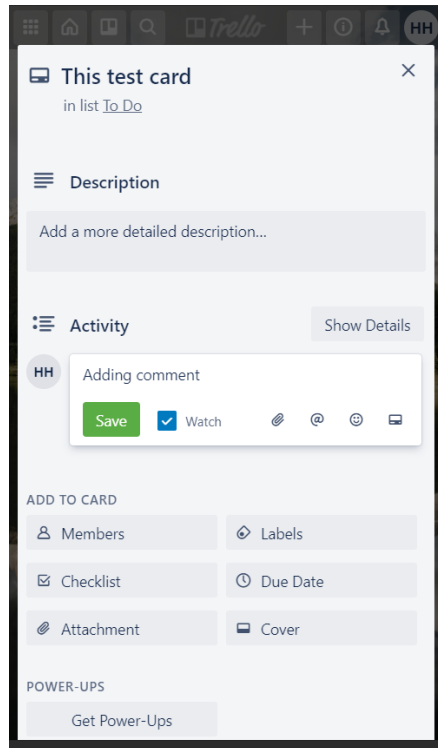 Trello
HH
This test card
in list To Do
Description
Add a more detailed description...
Activity
Show Details
HH
Adding comment
Save
Watch
@
ADD TO CARD
Members
Labels
Checklist
Due Date
Attachment
Cover
POWER-UPS
Get Power-Ups